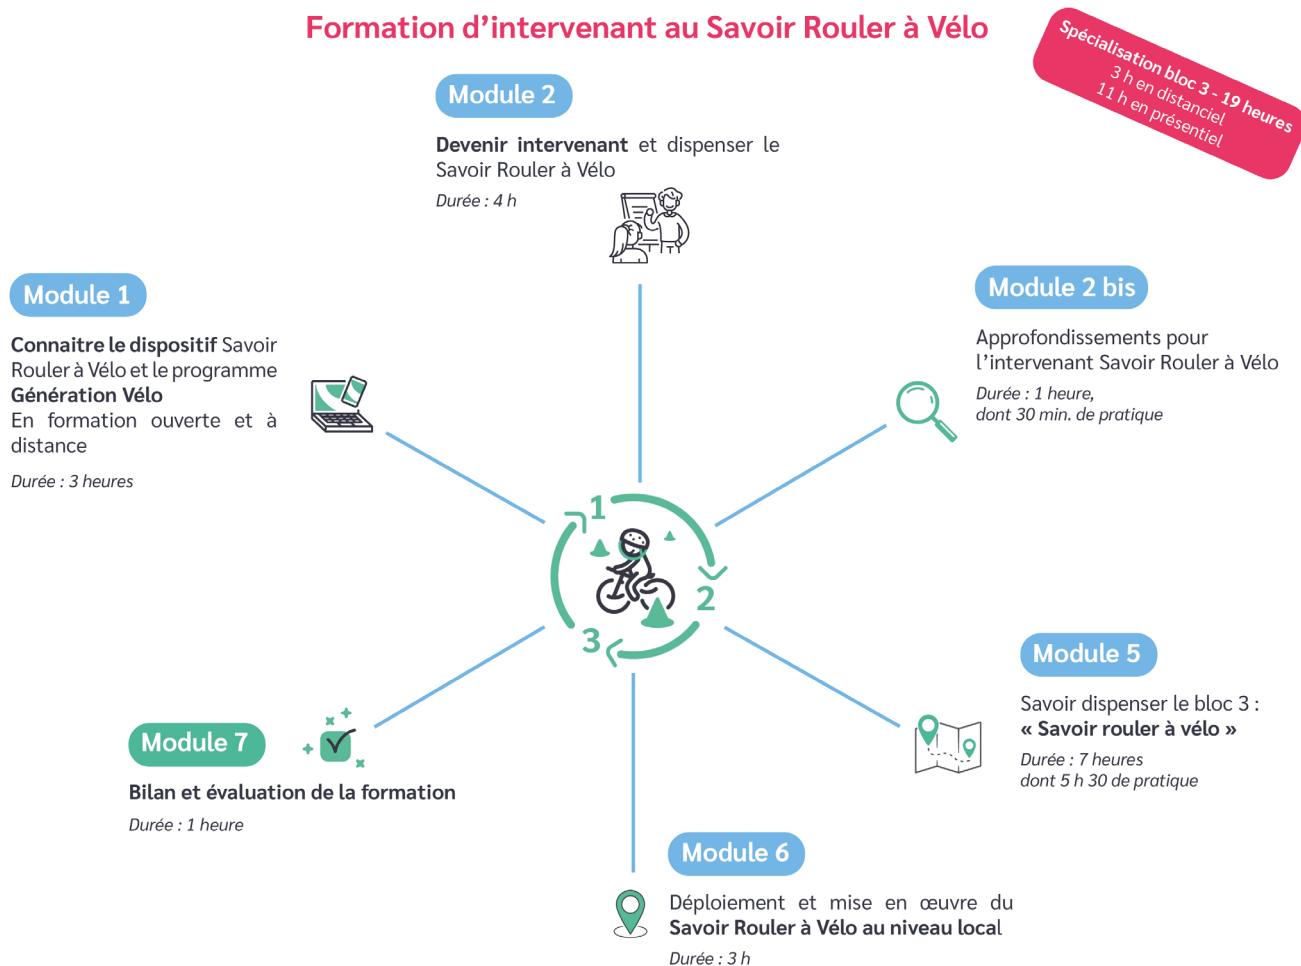 Formation d’intervenant au Savoir Rouler à Vélo
Spécialisation bloc 3 - 19 heures
3 h en distanciel
11 h en présentiel
Module 1
Connaitre le dispositif Savoir
Rouler à Vélo et le programme
Génération Vélo
En formation ouverte et à
distance
Durée : 3 heures
Module 2
Devenir intervenant et dispenser le
Savoir Rouler à Vélo
Durée : 4 h
Module 2 bis
Approfondissements pour
l’intervenant Savoir Rouler à Vélo
Durée : 1 heure,
dont 30 min. de pratique
1
2
3
Module 5
Savoir dispenser le bloc 3 :
« Savoir rouler à vélo »
Durée : 7 heures
dont 5 h 30 de pratique
Module 6
Déploiement et mise en œuvre du
Savoir Rouler à Vélo au niveau local
Durée : 3 h
Module 7
Bilan et évaluation de la formation
Durée : 1 heure